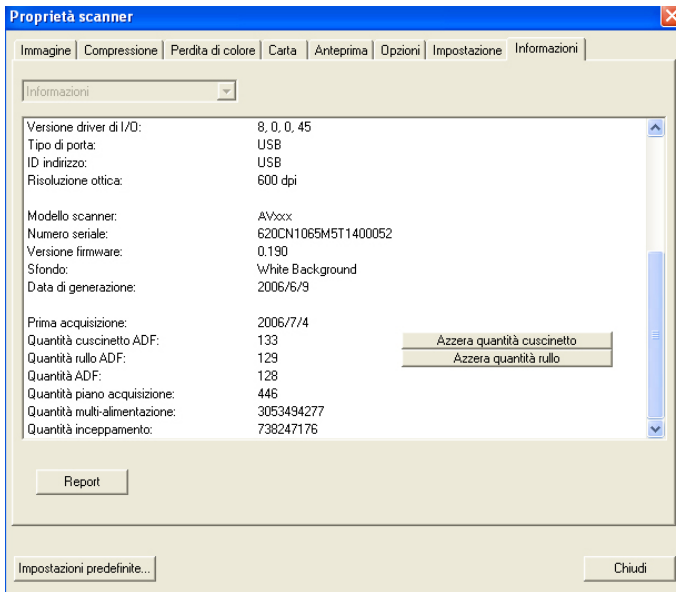 Proprietà scanner
Immagine Compressione Perdita di colore Carta Anteprima Opzioni Impostazione Informazioni
Informazioni
Versione driver di I/O: 8, 0, 0, 45
Tipo di porta: USB
ID indirizzo: USB
Risoluzione ottica: 600 dpi
Modello scanner: AVxxx
Numero seriale: 620CN1065M5T1400052
Versione firmware: 0.190
Sfondo: White Background
Data di generazione: 2006/6/9
Prima acquisizione: 2006/7/4
Quantità cuscinetto ADF: 133 Azzera quantità cuscinetto
Quantità rullo ADF: 129 Azzera quantità rullo
Quantità ADF: 128
Quantità piano acquisizione: 446
Quantità multi-alimentazione: 3053494277
Quantità inceppamento: 738247176
Report
Impostazioni predefinite... Chiudi